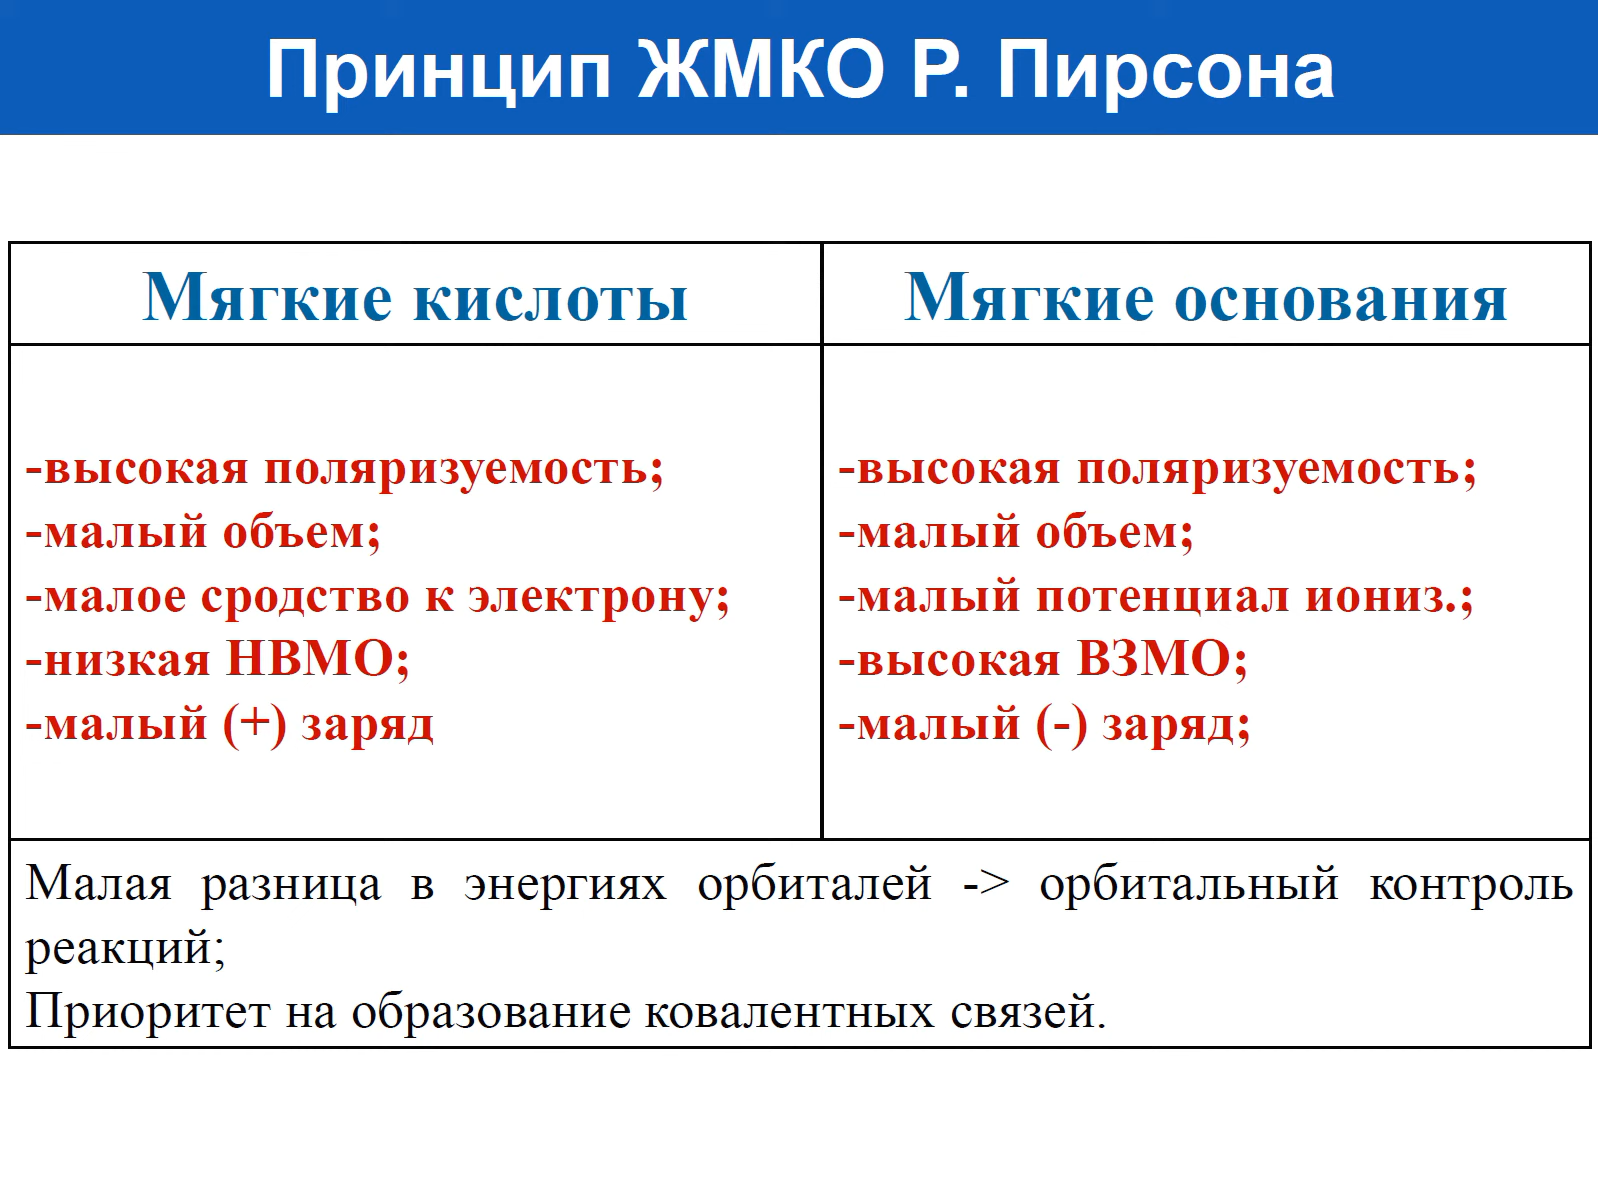 Принцип ЖМКО Р. Пирсона
Мягкие кислоты
Мягкие основания
-высокая поляризуемость;
-малый объем;
-малое сродство к электрону;
-низкая НВМО;
-малый (+) заряд
-высокая поляризуемость;
-малый объем;
-малый потенциал иониз.;
-высокая ВЗМО;
-малый (-) заряд;
Малая разница в энергиях орбиталей -> орбитальный контроль
реакций;
Приоритет на образование ковалентных связей.